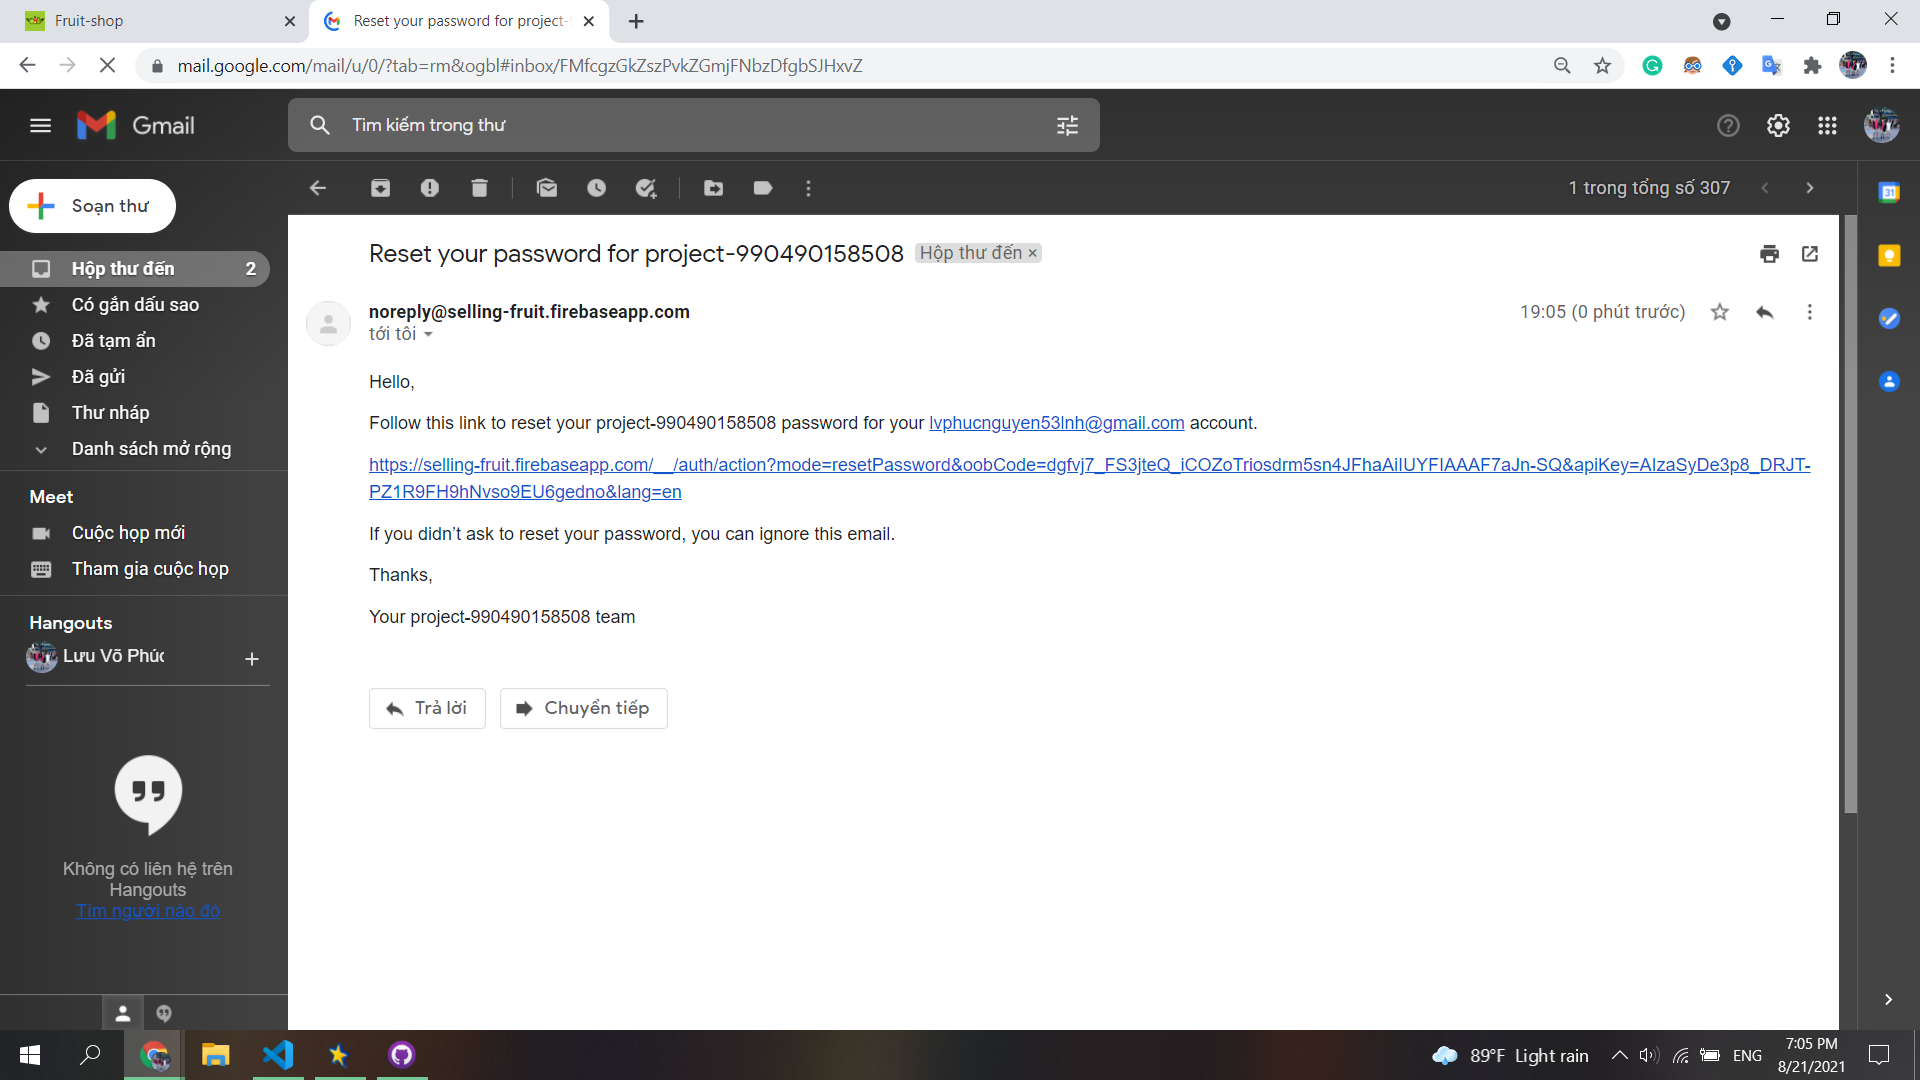 Fruit-shop
Reset your password for project-9
mail.google.com/mail/u/0/?tab=rm&ogbl#inbox/FMfcgzGkZszPvkZGmjFNbzDfgbSJHxvZ
Gmail
Tìm kiếm trong thư
Soạn thư
1 trong tổng số 307
Hộp thư đến 2
Có gắn dấu sao
Đã tạm ẩn
Đã gửi
Thư nháp
Danh sách mở rộng
Meet
Cuộc họp mới
Tham gia cuộc họp
Hangouts
Lưu Võ Phúc
Không có liên hệ trên
Hangouts
Tìm người nào đó
Reset your password for project-990490158508 Hộp thư đến ×
noreply@selling-fruit.firebaseapp.com
19:05 (0 phút trước)
tới tôi
Hello,
Follow this link to reset your project-990490158508 password for your lvphucnguyen53lnh@gmail.com account.
https://selling-fruit.firebaseapp.com/__/auth/action?mode=resetPassword&oobCode=dgfvj7_FS3jteQ_iCOZoTriosdrm5sn4JFhaAiIUYFIAAAF7aJn-SQ&apiKey=AIzaSyDe3p8_DRJT-
PZ1R9FH9hNvso9EU6gedno&lang=en
If you didn’t ask to reset your password, you can ignore this email.
Thanks,
Your project-990490158508 team
Trả lời
Chuyển tiếp
89°F Light rain
ENG
7:05 PM
8/21/2021